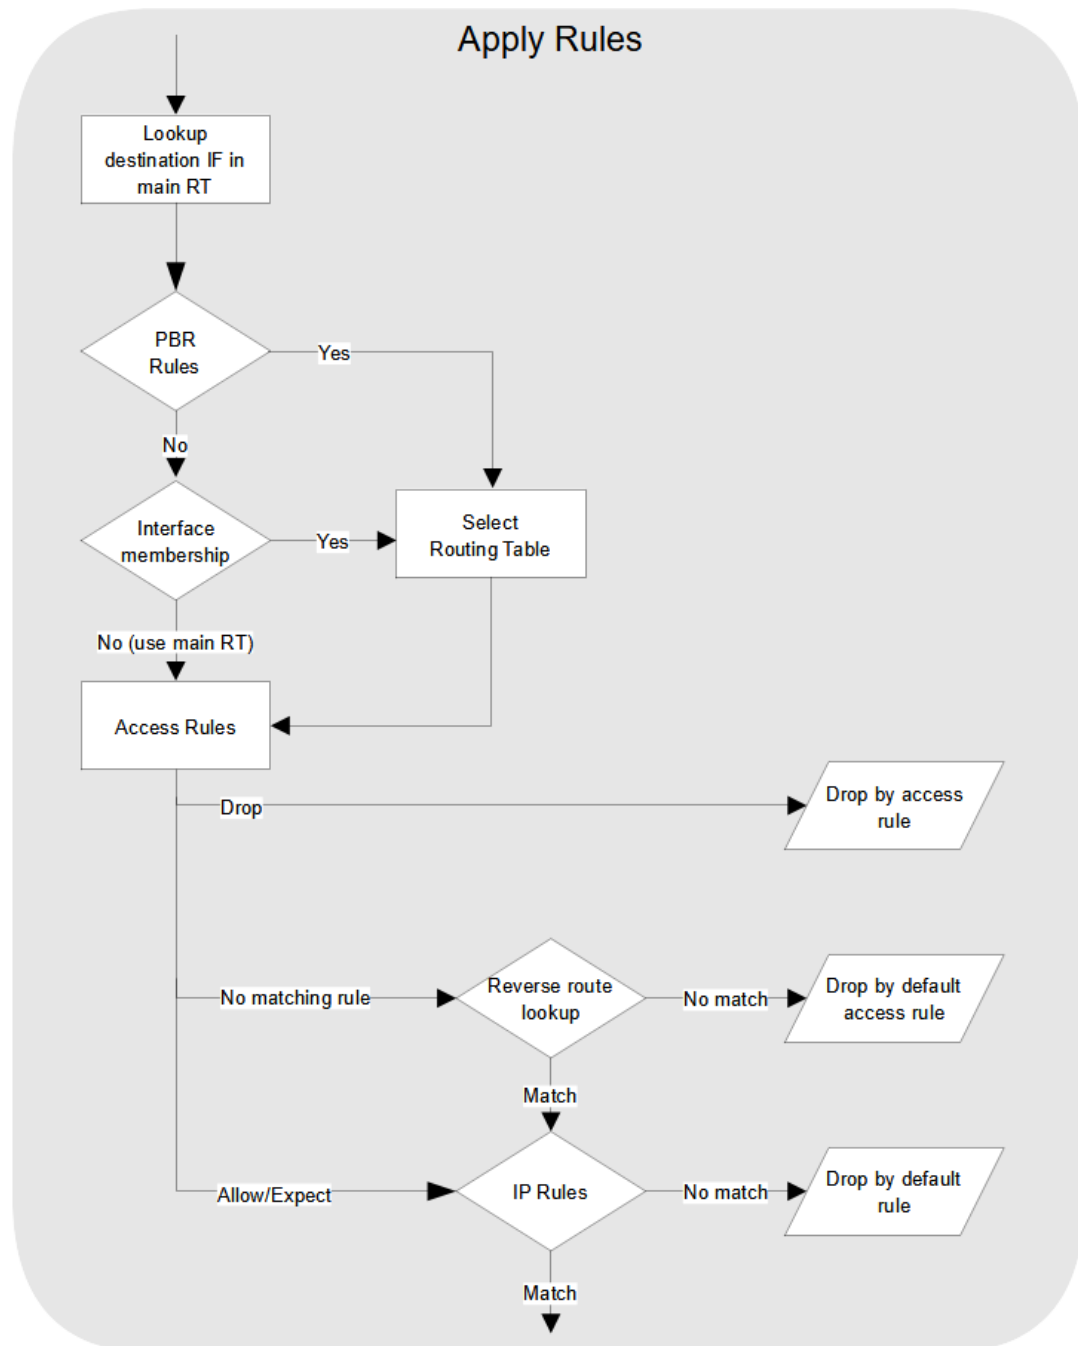 Apply Rules
Lookup
destination IF in
main RT
PBR
Rules
Yes
No
Interface
membership
Yes
Select
Routing Table
No (use main RT)
Access Rules
Drop
Drop by access
rule
No matching rule
Reverse route
lookup
No match
Drop by default
access rule
Match
Allow/Expect
IP Rules
No match
Drop by default
rule
Match